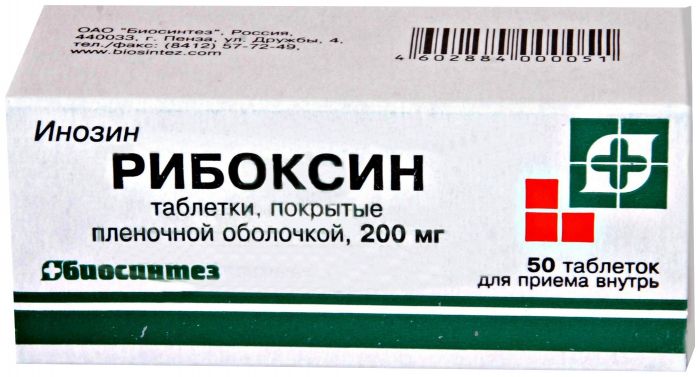 ОАО "Биосинтез", Россия,
440033, г. Пенза, ул. Дружбы, 4,
тел./факс: (8412) 57-72-49,
www.biosintez.com
4 602884 000051
Инозин
РИБОКСИН
таблетки, покрытые
пленочной оболочкой, 200 мг
биосинтез
50 таблеток
для приема внутрь